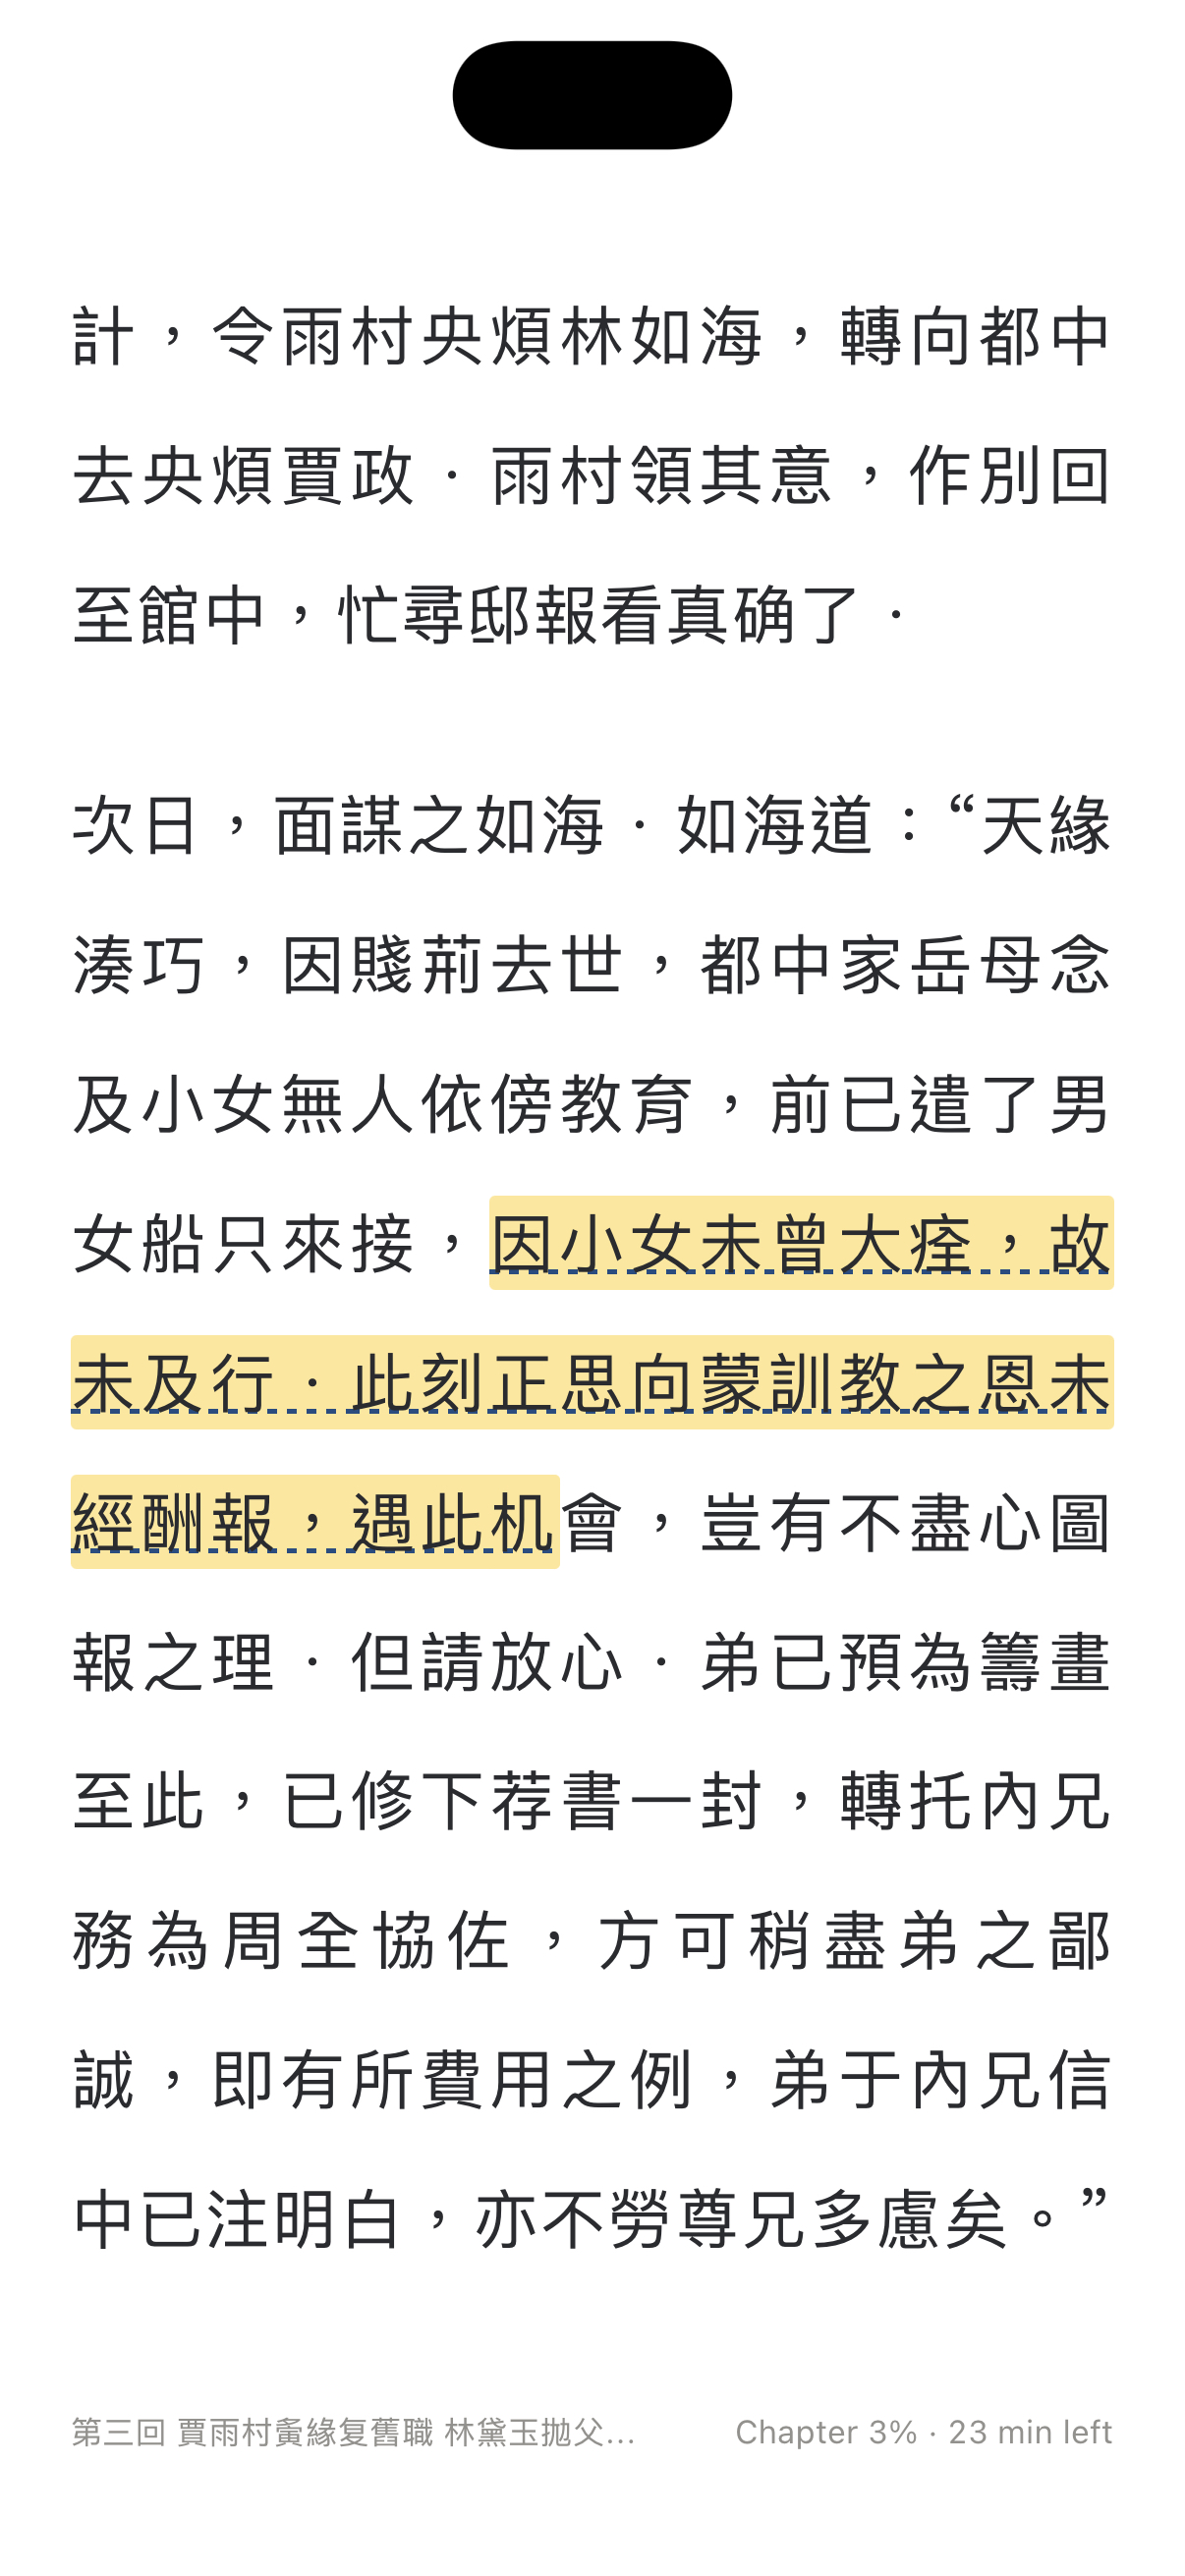 計，令雨村央煩林如海，轉向都中
去央煩賈政．雨村領其意，作別回
至館中，忙尋邸報看真确了．
次日，面謀之如海．如海道：“天緣
湊巧，因賤荊去世，都中家岳母念
及小女無人依傍教育，前已遣了男
女船只來接，因小女未曾大痊，故
未及行．此刻正思向蒙訓教之恩未
經酬報，遇此机會，豈有不盡心圖
報之理．但請放心．弟已預為籌畫
至此，已修下荐書一封，轉托內兄
務為周全協佐，方可稍盡弟之鄙
誠，即有所費用之例，弟于內兄信
中已注明白，亦不勞尊兄多慮矣。”
第三回 賈雨村夤緣复舊職 林黛玉拋父...
Chapter 3% · 23 min left